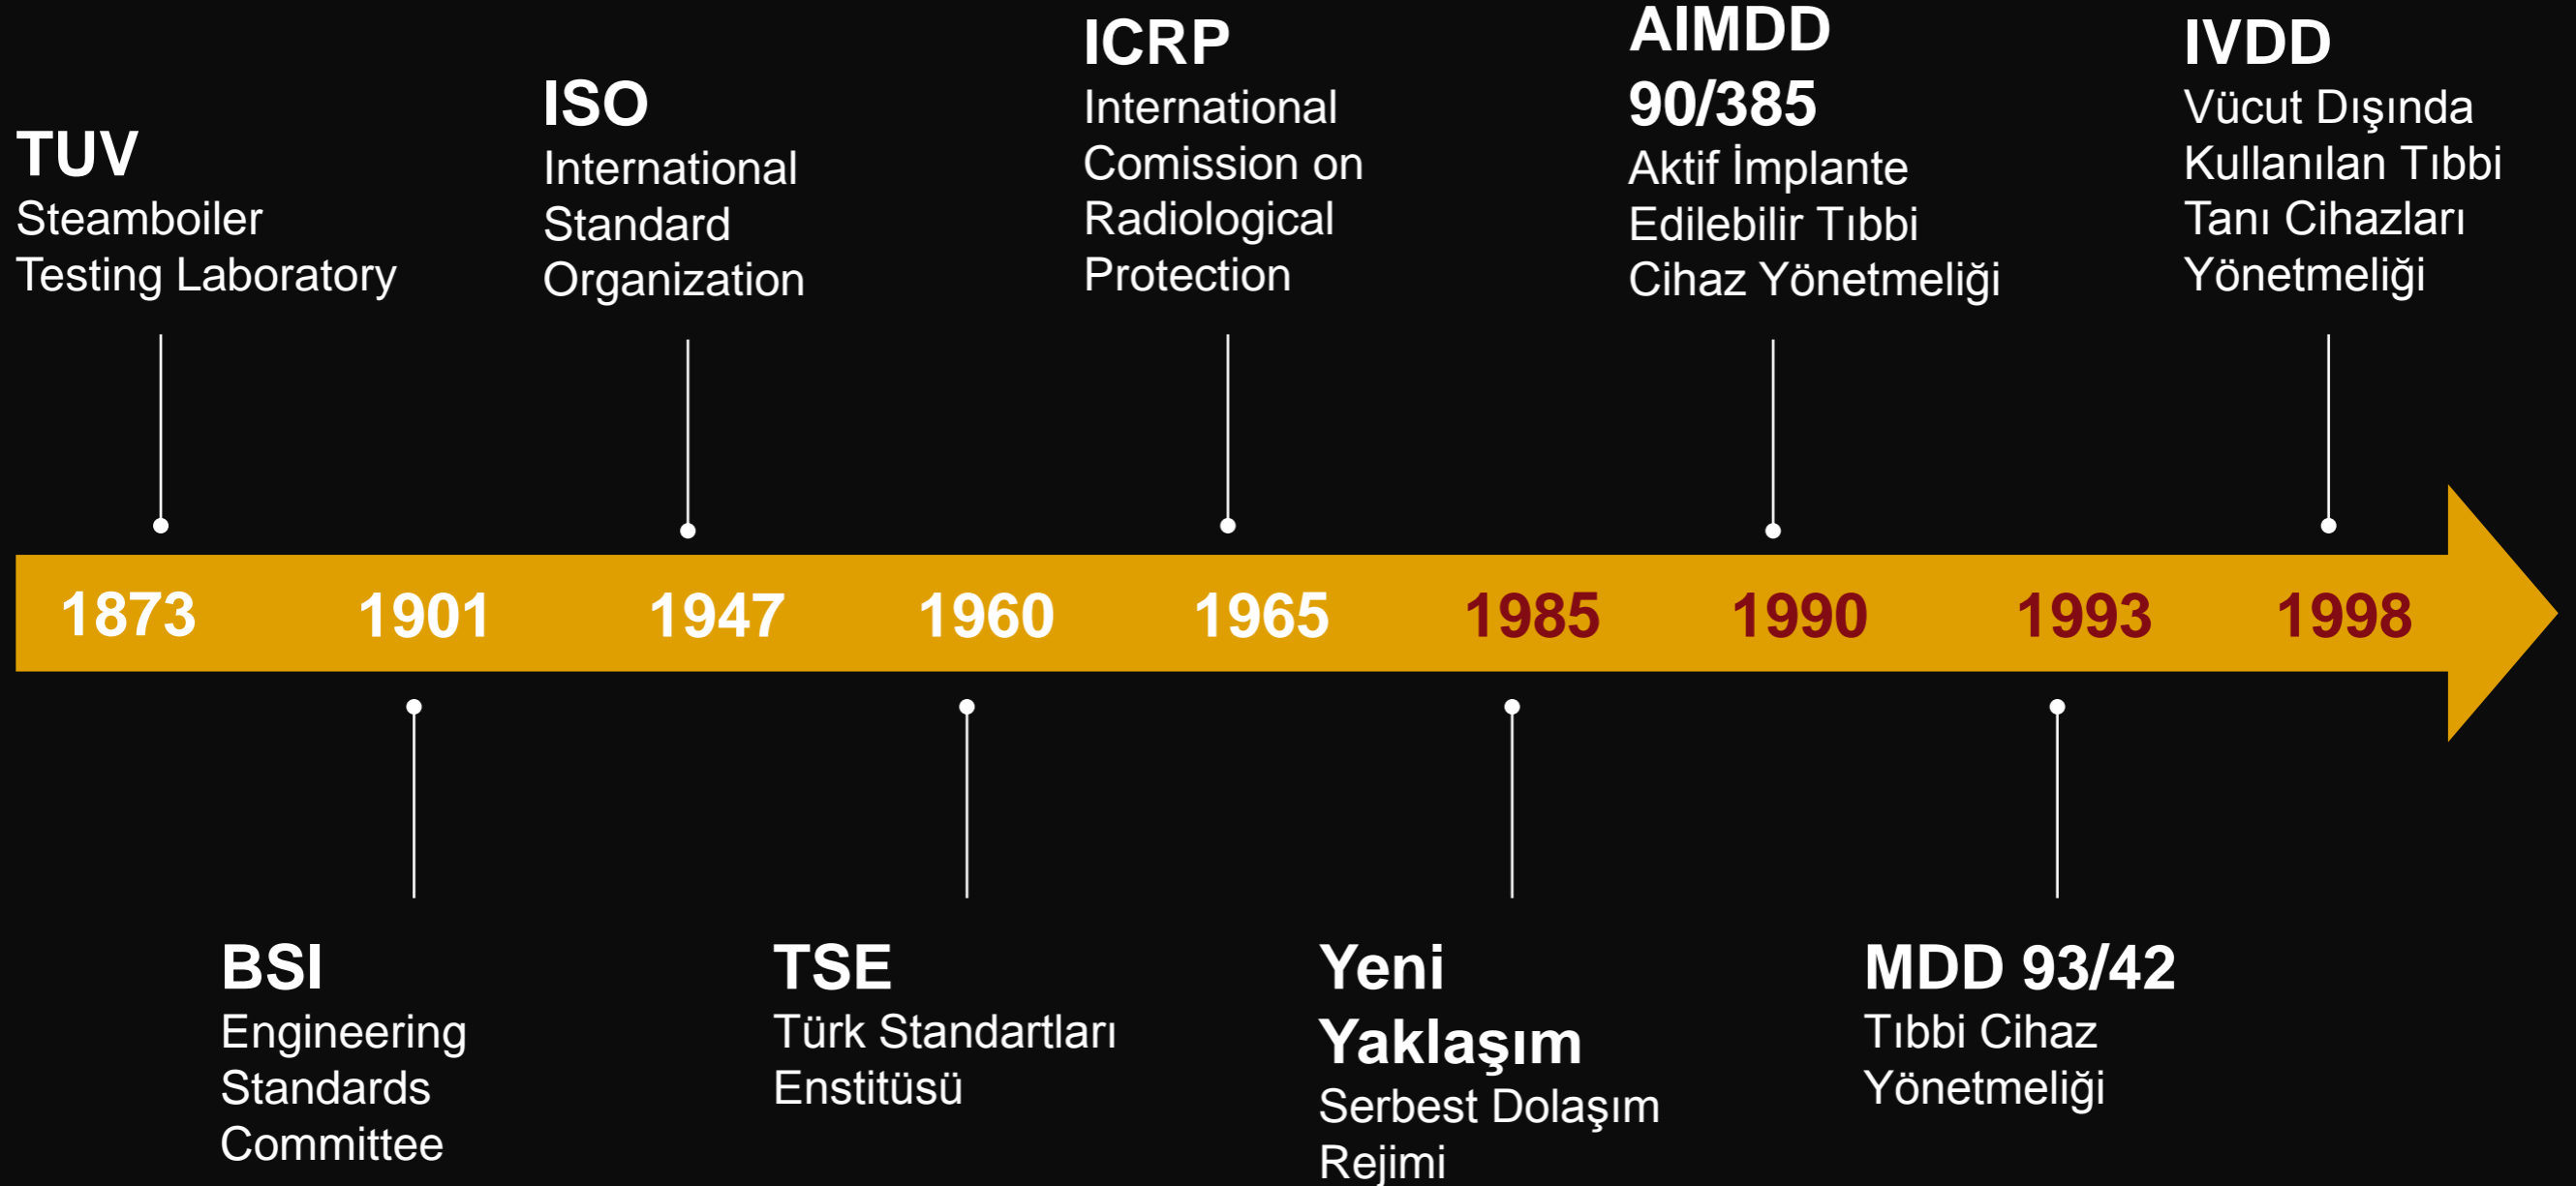 TUV
Steamboiler
Testing Laboratory
ISO
International
Standard
Organization
ICRP
International
Comission on
Radiological
Protection
AIMDD
90/385
Aktif İmplante
Edilebilir Tıbbi
Cihaz Yönetmeliği
IVDD
Vücut Dışında
Kullanılan Tıbbi
Tanı Cihazları
Yönetmeliği
1873 1901 1947 1960 1965 1985 1990 1993 1998
BSI
Engineering
Standards
Committee
TSE
Türk Standartları
Enstitüsü
Yeni
Yaklaşım
Serbest Dolaşım
Rejimi
MDD 93/42
Tıbbi Cihaz
Yönetmeliği